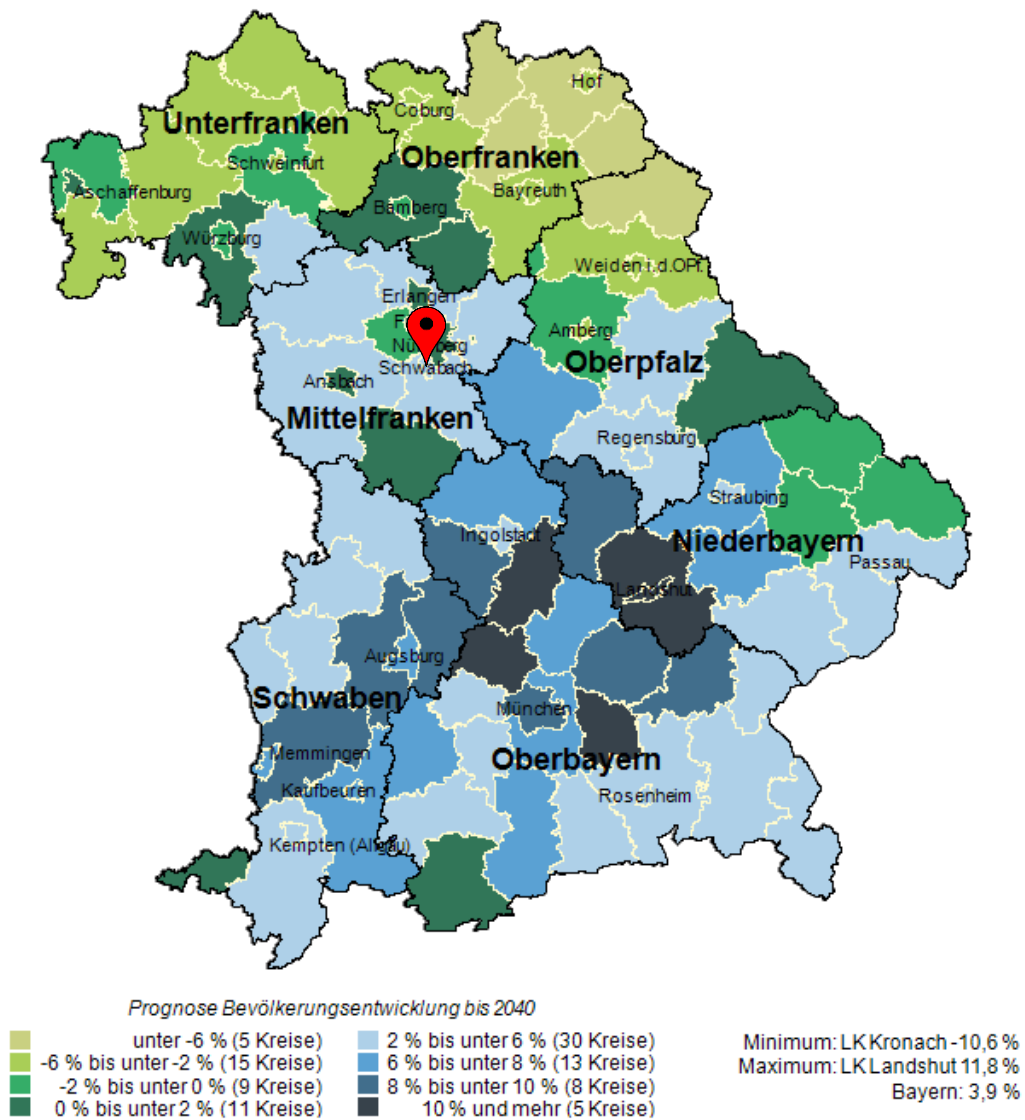 Hof
Coburg
Unterfranken
Oberfranken
Schweinfurt
Aschaffenburg
Bayreuth
Bamberg
Würzburg
Weiden i.d.OPf.
Erlangen
Amberg
Schwabach
Oberpfalz
Ansbach
Mittelfranken
Regensburg
Straubing
Ingolstadt
Niederbayern
Passau
Landshut
Augsburg
Schwaben
München
Memmingen
Oberbayern
Kaufbeuren
Rosenheim
Kempten (Allgäu)
Prognose Bevölkerungsentwicklung bis 2040
unter -6 % (5 Kreise)
-6 % bis unter -2 % (15 Kreise)
-2 % bis unter 0 % (9 Kreise)
0 % bis unter 2 % (11 Kreise)
2 % bis unter 6 % (30 Kreise)
6 % bis unter 8 % (13 Kreise)
8 % bis unter 10 % (8 Kreise)
10 % und mehr (5 Kreise)
Minimum: LK Kronach -10,6 %
Maximum: LK Landshut 11,8 %
Bayern: 3,9 %